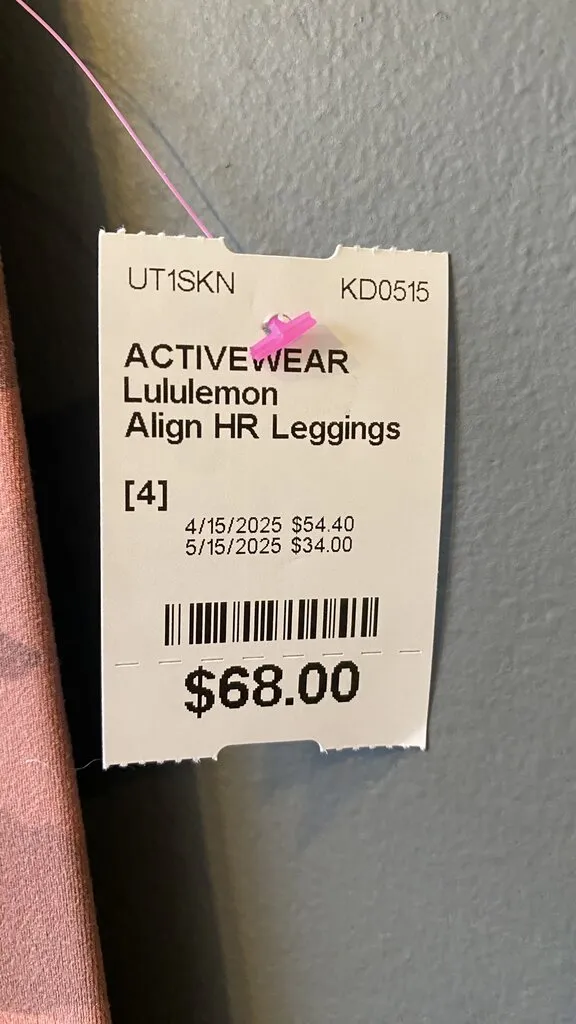 UT1SKN KD0515
ACTIVEWEAR
Lululemon
Align HR Leggings
[4]
4/15/2025 $54.40
5/15/2025 $34.00
$68.00